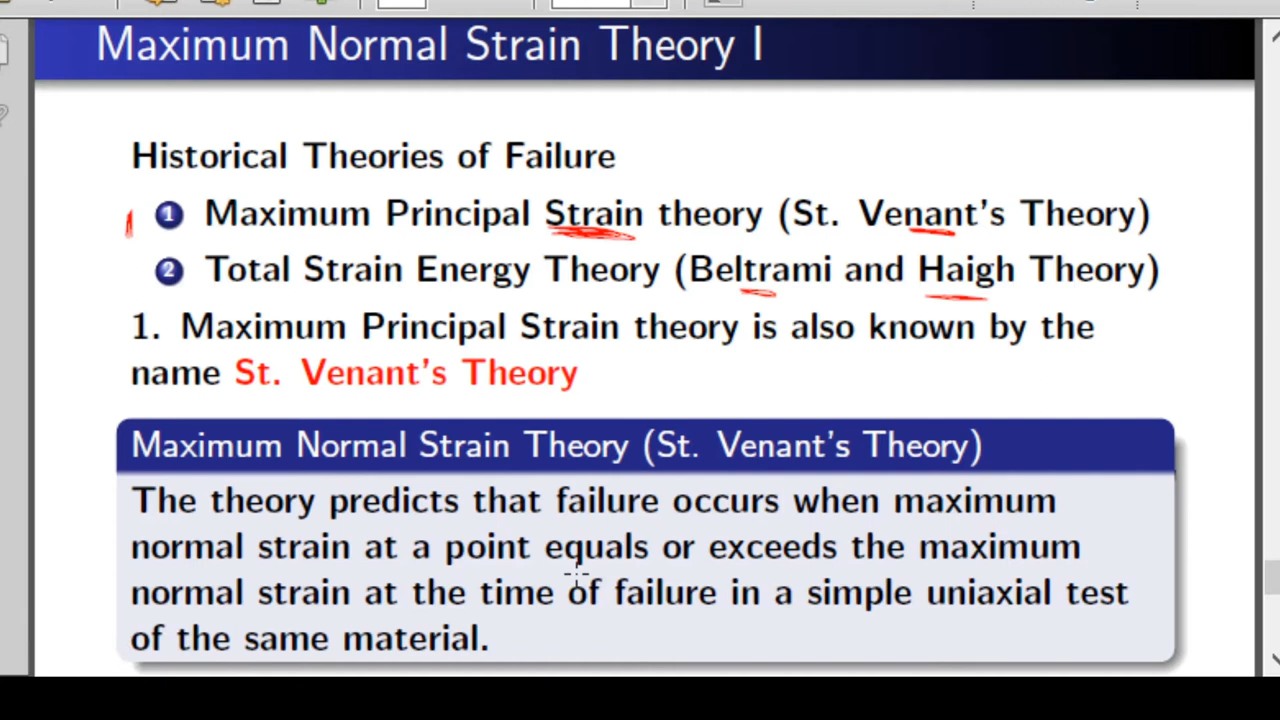 Maximum Normal Strain Theory I
Historical Theories of Failure
1 Maximum Principal Strain theory (St. Venant's Theory)
2 Total Strain Energy Theory (Beltrami and Haigh Theory)
1. Maximum Principal Strain theory is also known by the
name St. Venant's Theory
Maximum Normal Strain Theory (St. Venant's Theory)
The theory predicts that failure occurs when maximum
normal strain at a point equals or exceeds the maximum
normal strain at the time of failure in a simple uniaxial test
of the same material.